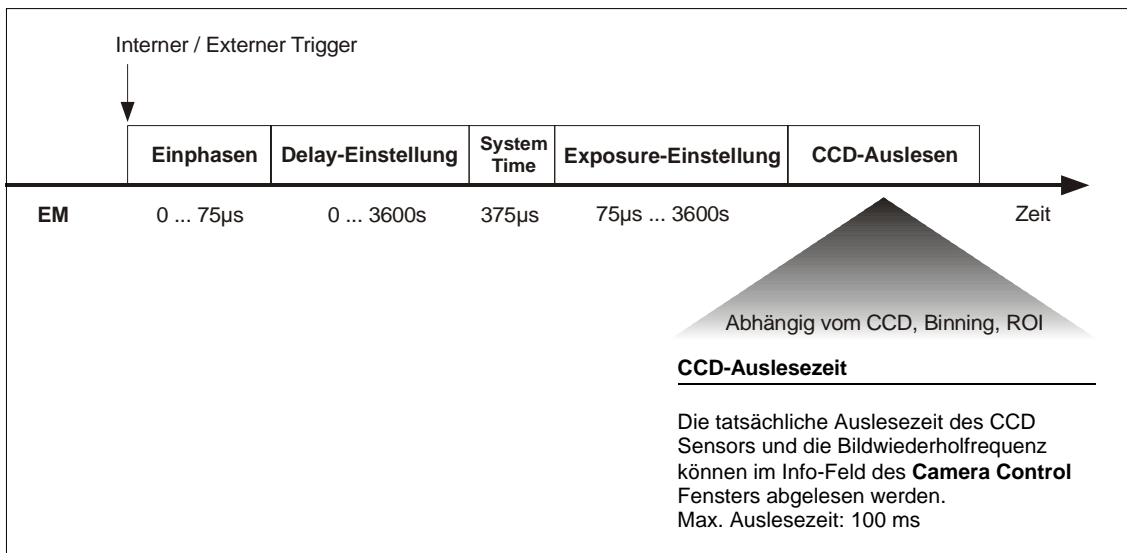 Interner / Externer Trigger
Einphasen Delay-Einstellung System Time Exposure-Einstellung CCD-Auslesen
EM 0 ... 75µs 0 ... 3600s 375µs 75µs ... 3600s Zeit
Abhängig vom CCD, Binning, ROI
CCD-Auslesezeit
Die tatsächliche Auslesezeit des CCD
Sensors und die Bildwiederholfrequenz
können im Info-Feld des Camera Control
Fensters abgelesen werden.
Max. Auslesezeit: 100 ms